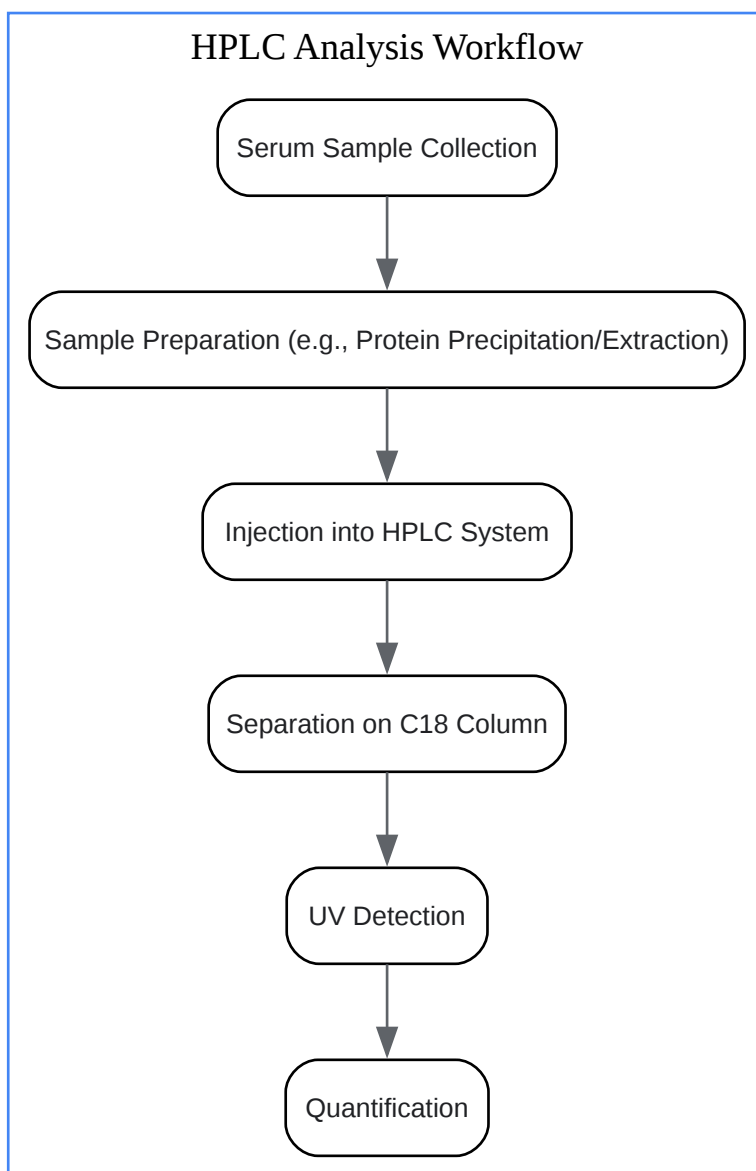 HPLC Analysis Workflow
Serum Sample Collection
Sample Preparation (e.g., Protein Precipitation/Extraction)
Injection into HPLC System
Separation on C18 Column
UV Detection
Quantification